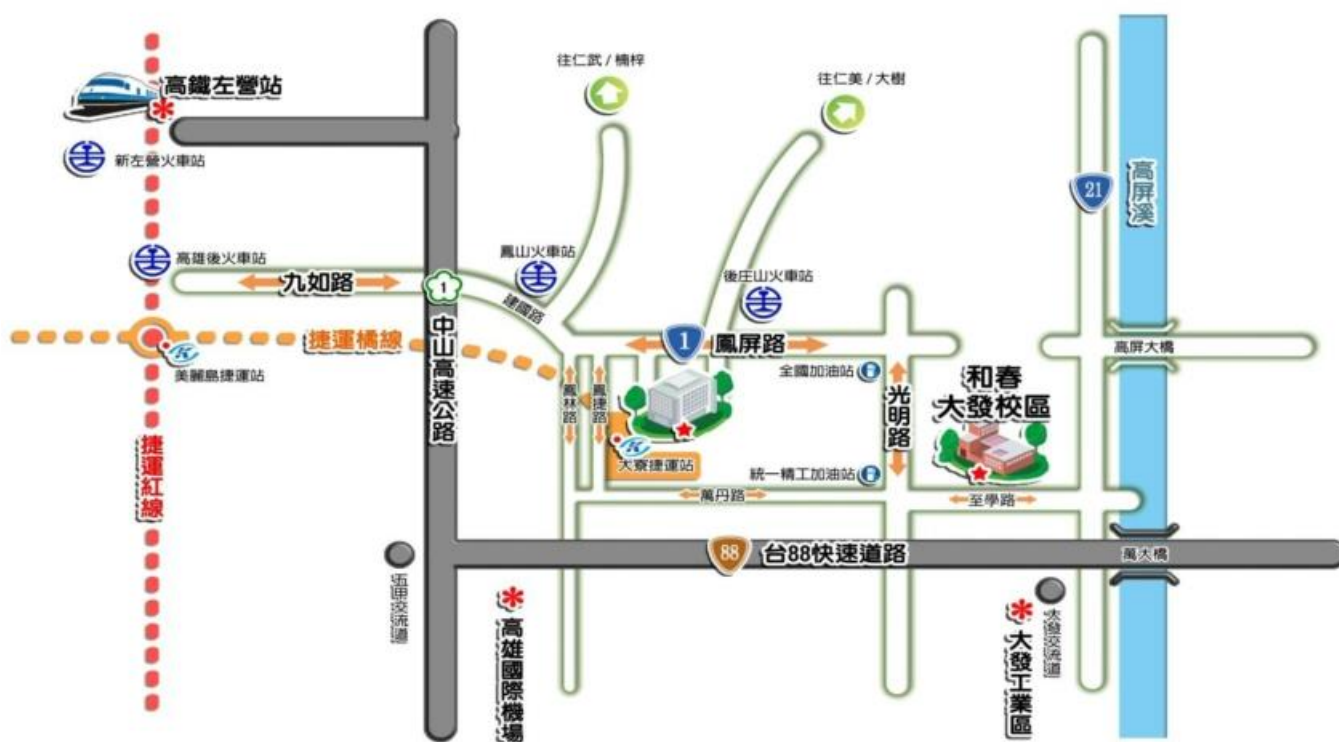 往仁武 / 楠梓
往仁美 / 大樹
高鐵左營站
新左營火車站
21
高屏溪
高雄後火車站
鳳山火車站
後庄山火車站
九如路
1
建國路
中山高速公路
捷運橘線
1
鳳屏路
高屏大橋
美麗島捷運站
全國加油站
和春
大發校區
鳳林路
鳳捷路
光明路
捷運紅線
大寮捷運站
統一精工加油站
萬丹路
至學路
88
台88快速道路
萬大橋
五甲交流道
高雄國際機場
大發工業區
大發交流道